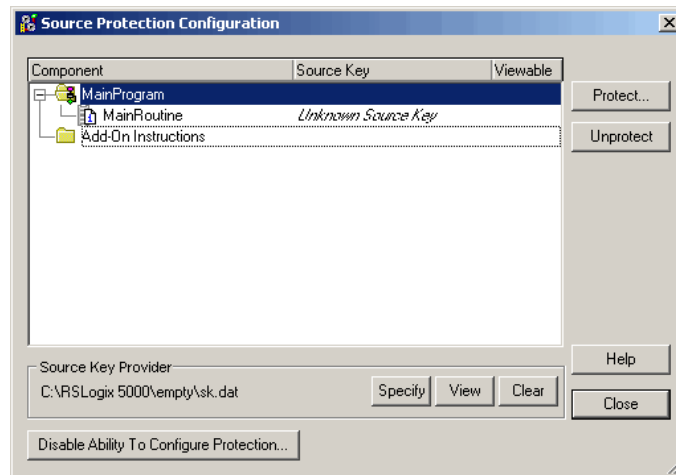 Source Protection Configuration
Component Source Key Viewable
MainProgram
MainRoutine Unknown Source Key
Add-On Instructions
Protect...
Unprotect
Source Key Provider
C:\RSLogix 5000\empty\sk.dat
Specify View Clear
Help
Close
Disable Ability To Configure Protection...